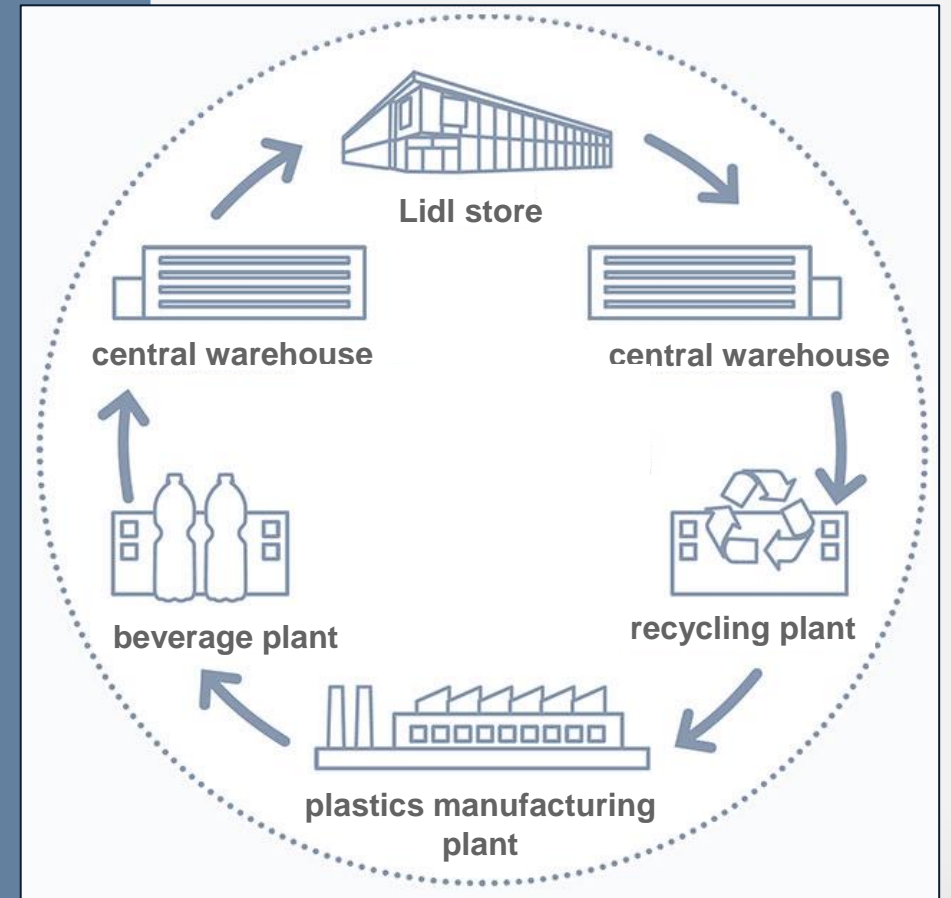 Lidl store
central warehouse
central warehouse
beverage plant
recycling plant
plastics manufacturing
plant